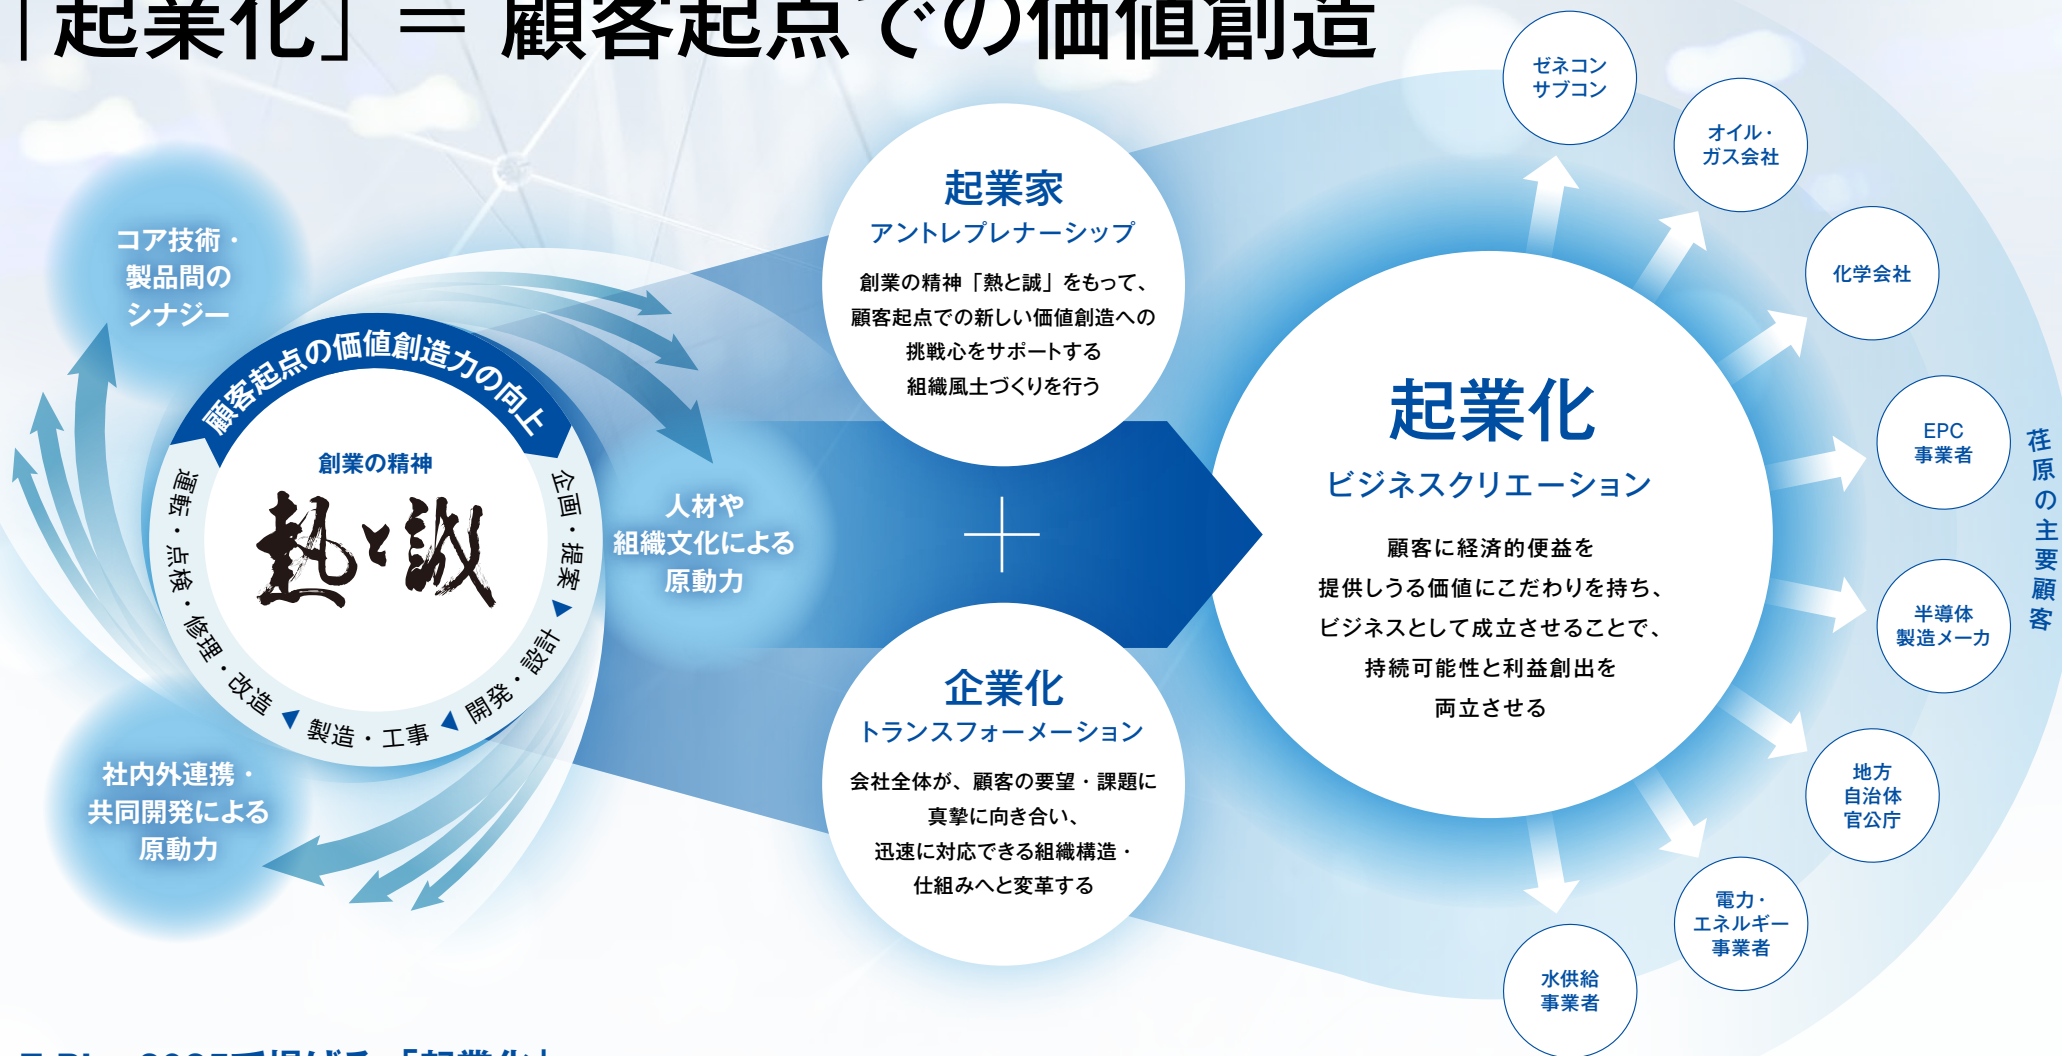 「起業化」＝ 顧客起点での価値創造
コア技術・
製品間の
シナジー
顧客起点の価値創造力の向上
創業の精神
熱と誠
企画・提案
開発・設計
製造・工事
運転・点検・修理・改造
人材や
組織文化による
原動力
社内外連携・
共同開発による
原動力
起業家
アントレプレナーシップ
創業の精神「熱と誠」をもって、
顧客起点での新しい価値創造への
挑戦心をサポートする
組織風土づくりを行う
＋
企業化
トランスフォーメーション
会社全体が、顧客の要望・課題に
真摯に向き合い、
迅速に対応できる組織構造・
仕組みへと変革する
起業化
ビジネスクリエーション
顧客に経済的便益を
提供しうる価値にこだわりを持ち、
ビジネスとして成立させることで、
持続可能性と利益創出を
両立させる
ゼネコン
サブコン
オイル・
ガス会社
化学会社
EPC
事業者
半導体
製造メーカ
地方
自治体
官公庁
電力・
エネルギー
事業者
水供給
事業者
荏原の主要顧客
E-Plan2025で掲げる「起業化」